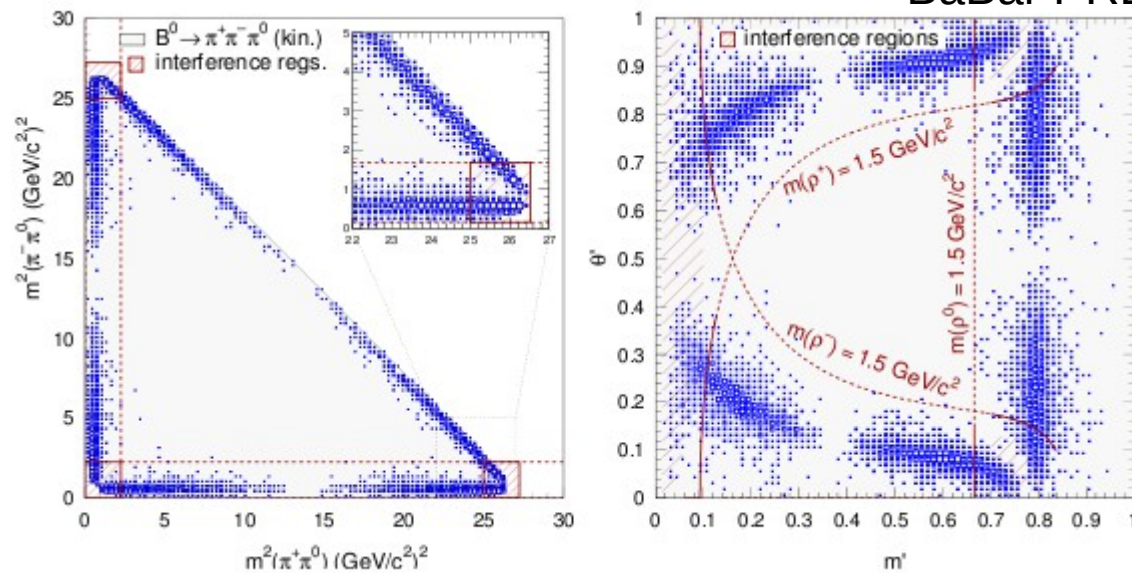 B⁰→ π⁺π⁻π⁰ (kin.)
interference regs.
m²(π⁻π⁰) (GeV/c²)²
30
25
20
15
10
5
0
0 5 10 15 20 25 30
m²(π⁺π⁰) (GeV/c²)²
5
4
3
2
1
0
22 23 24 25 26 27
interference regions
m(ρ⁺) = 1.5 GeV/c²
m(ρ⁰) = 1.5 GeV/c²
m(ρ⁻) = 1.5 GeV/c²
θ'
1
0.9
0.8
0.7
0.6
0.5
0.4
0.3
0.2
0.1
0
0 0.1 0.2 0.3 0.4 0.5 0.6 0.7 0.8 0.9 1
m'